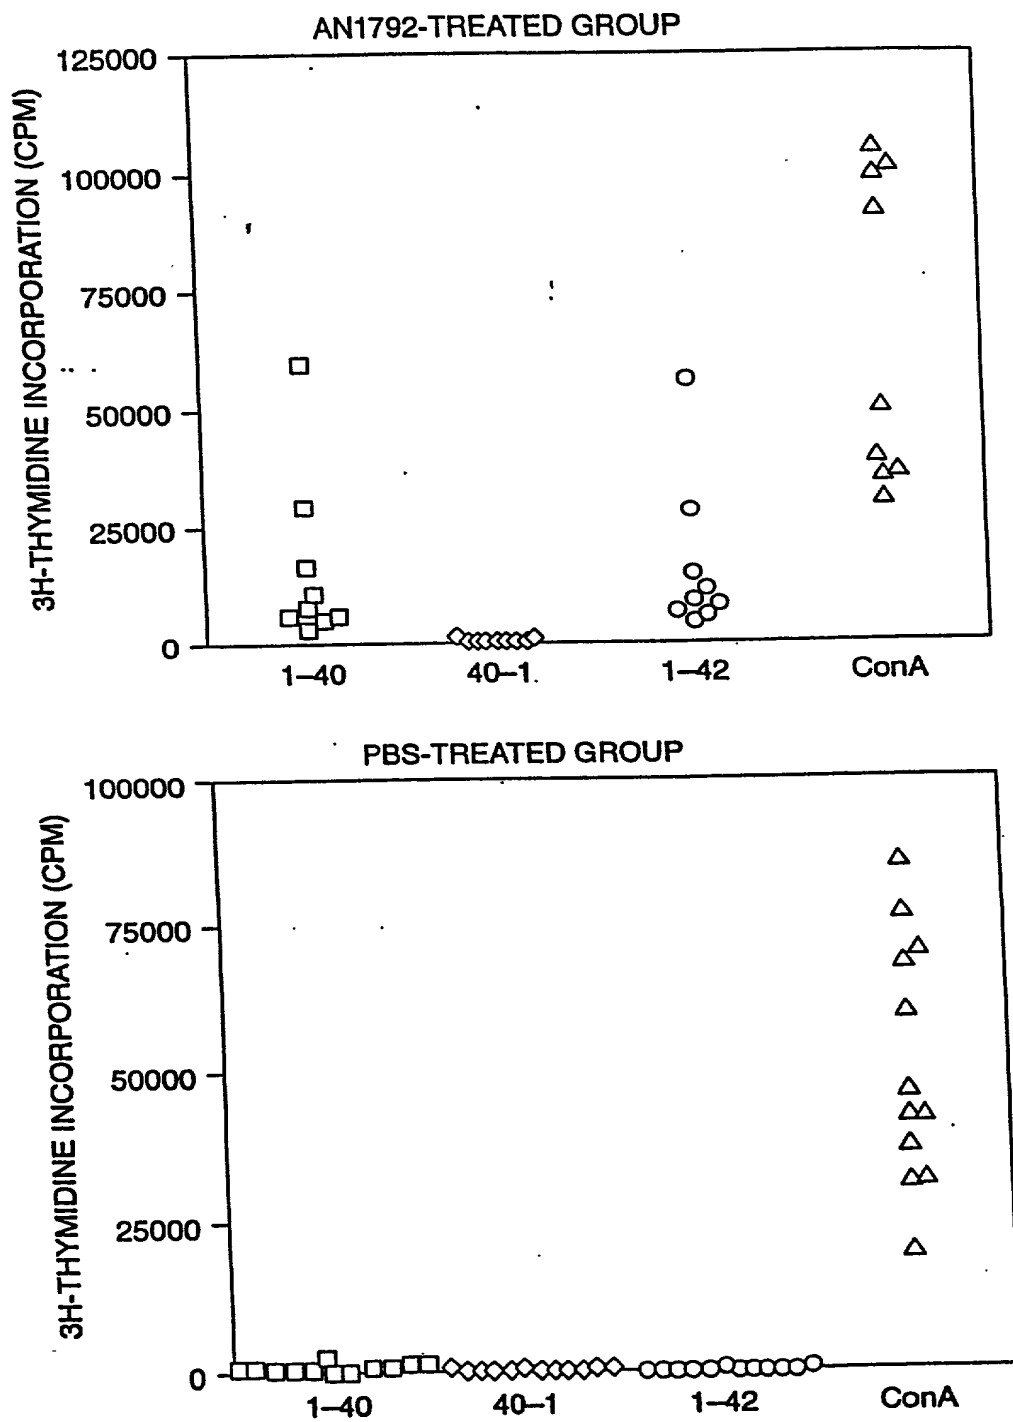 AN1792-TREATED GROUP
125000
100000
75000
50000
25000
0
3H-THYMIDINE INCORPORATION (CPM)
1–40
40–1
1–42
ConA
PBS-TREATED GROUP
100000
75000
50000
25000
0
3H-THYMIDINE INCORPORATION (CPM)
1–40
40–1
1–42
ConA